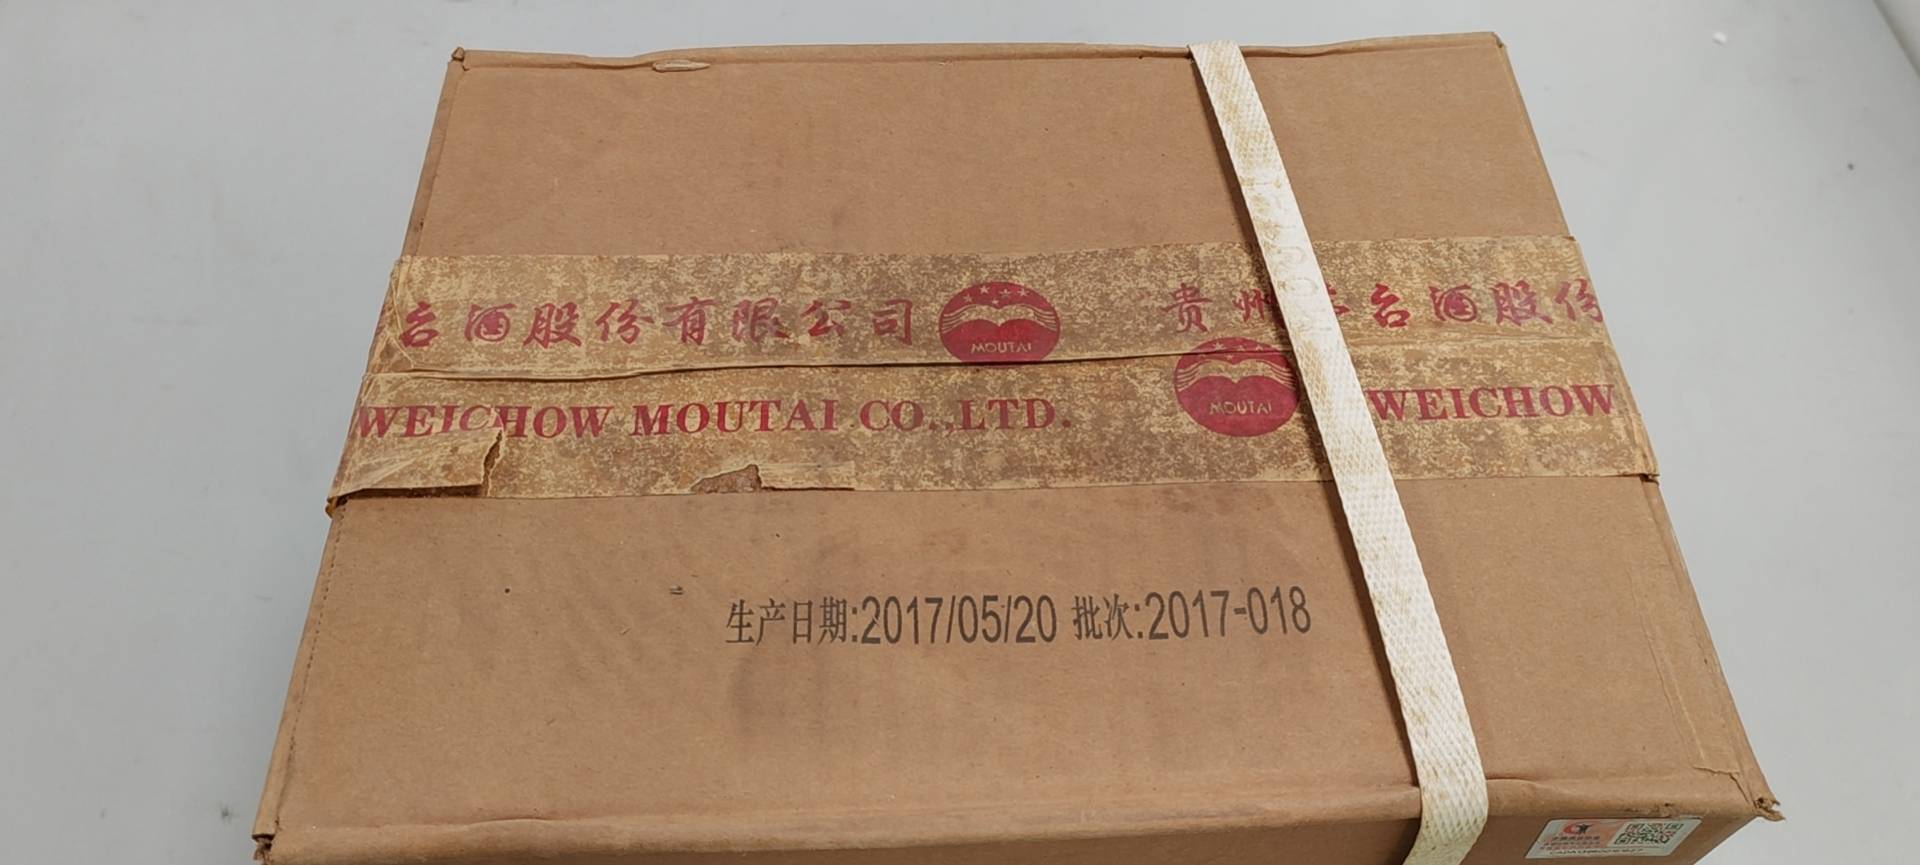 台酒股份有限公司 MOUTAI 贵州 台酒股份
WEICHOW MOUTAI CO.,LTD. MOUTAI WEICHOW
生产日期:2017/05/20 批次:2017-018